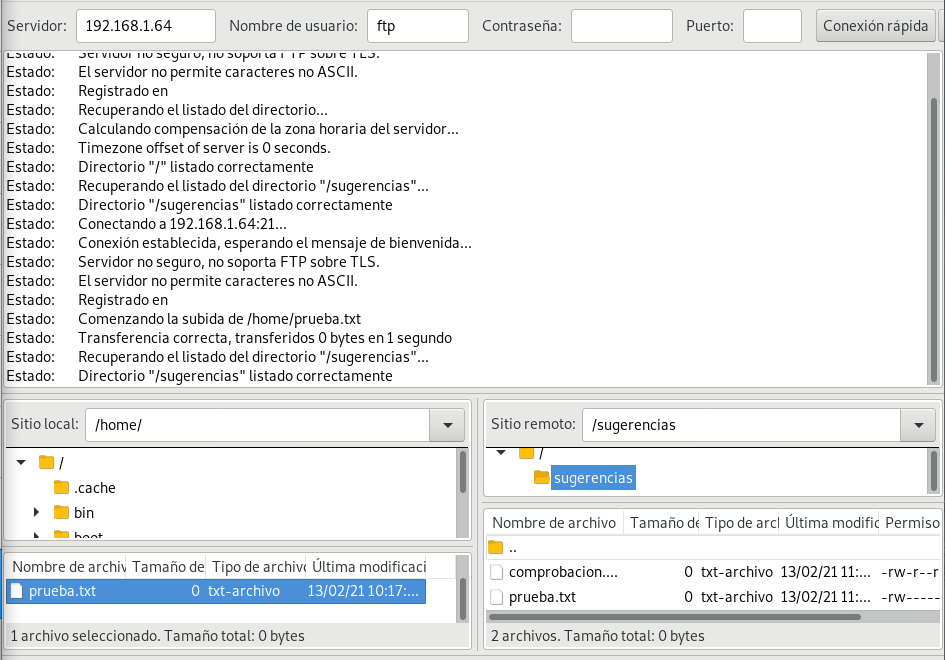 Servidor: 192.168.1.64 Nombre de usuario: ftp Contraseña: Puerto: Conexión rápida
Estado: Servidor no seguro, no soporta FTP sobre TLS.
Estado: El servidor no permite caracteres no ASCII.
Estado: Registrado en
Estado: Recuperando el listado del directorio...
Estado: Calculando compensación de la zona horaria del servidor...
Estado: Timezone offset of server is 0 seconds.
Estado: Directorio "/" listado correctamente
Estado: Recuperando el listado del directorio "/sugerencias"...
Estado: Directorio "/sugerencias" listado correctamente
Estado: Conectando a 192.168.1.64:21...
Estado: Conexión establecida, esperando el mensaje de bienvenida...
Estado: Servidor no seguro, no soporta FTP sobre TLS.
Estado: El servidor no permite caracteres no ASCII.
Estado: Registrado en
Estado: Comenzando la subida de /home/prueba.txt
Estado: Transferencia correcta, transferidos 0 bytes en 1 segundo
Estado: Recuperando el listado del directorio "/sugerencias"...
Estado: Directorio "/sugerencias" listado correctamente
Sitio local: /home/
/
.cache
bin
boot
Nombre de archiv Tamaño de Tipo de archivo Última modificaci
prueba.txt 0 txt-archivo 13/02/21 10:17:...
1 archivo seleccionado. Tamaño total: 0 bytes
Sitio remoto: /sugerencias
/
sugerencias
Nombre de archivo Tamaño de Tipo de arcl Última modific Permiso
..
comprobacion.... 0 txt-archivo 13/02/21 11:... -rw-r--r
prueba.txt 0 txt-archivo 13/02/21 11:... -rw-----
2 archivos. Tamaño total: 0 bytes